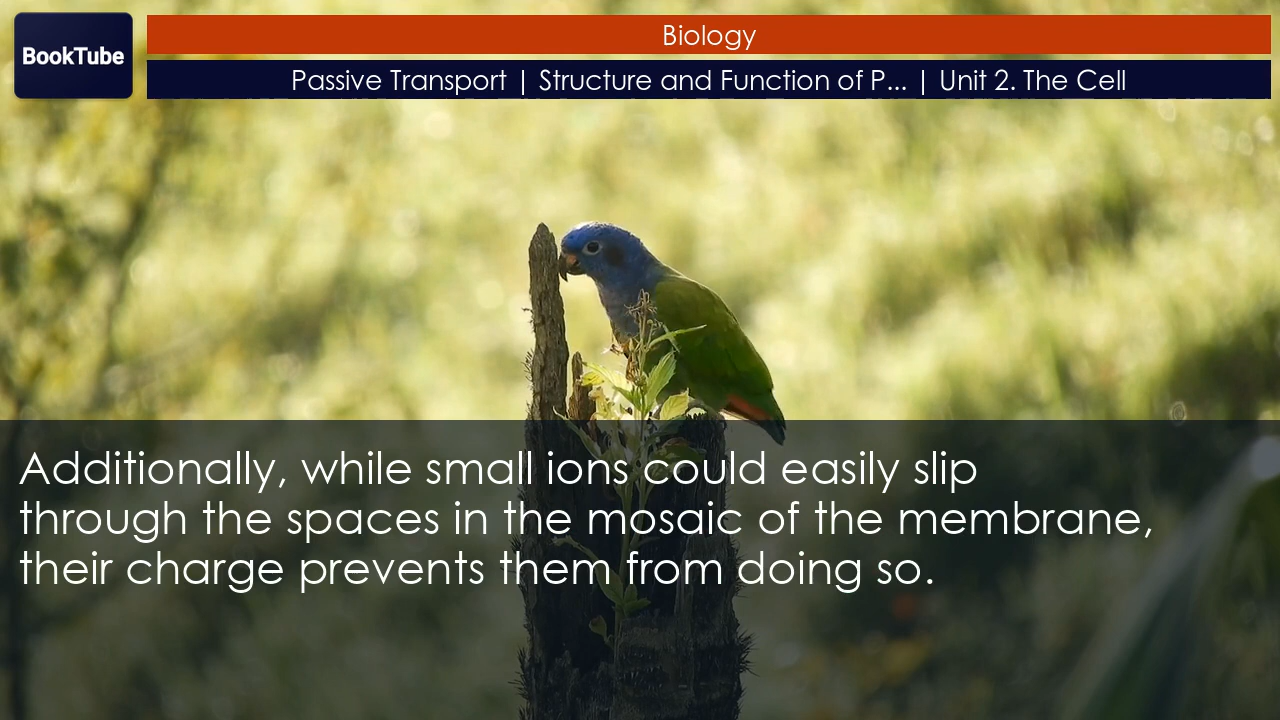 BookTube
Biology
Passive Transport | Structure and Function of P... | Unit 2. The Cell
Additionally, while small ions could easily slip
through the spaces in the mosaic of the membrane,
their charge prevents them from doing so.